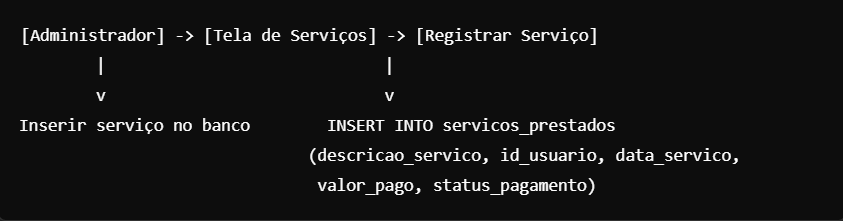 [Administrador] -> [Tela de Serviços] -> [Registrar Serviço]
| |
v v
Inserir serviço no banco INSERT INTO servicos_prestados
(descricao_servico, id_usuario, data_servico,
valor_pago, status_pagamento)